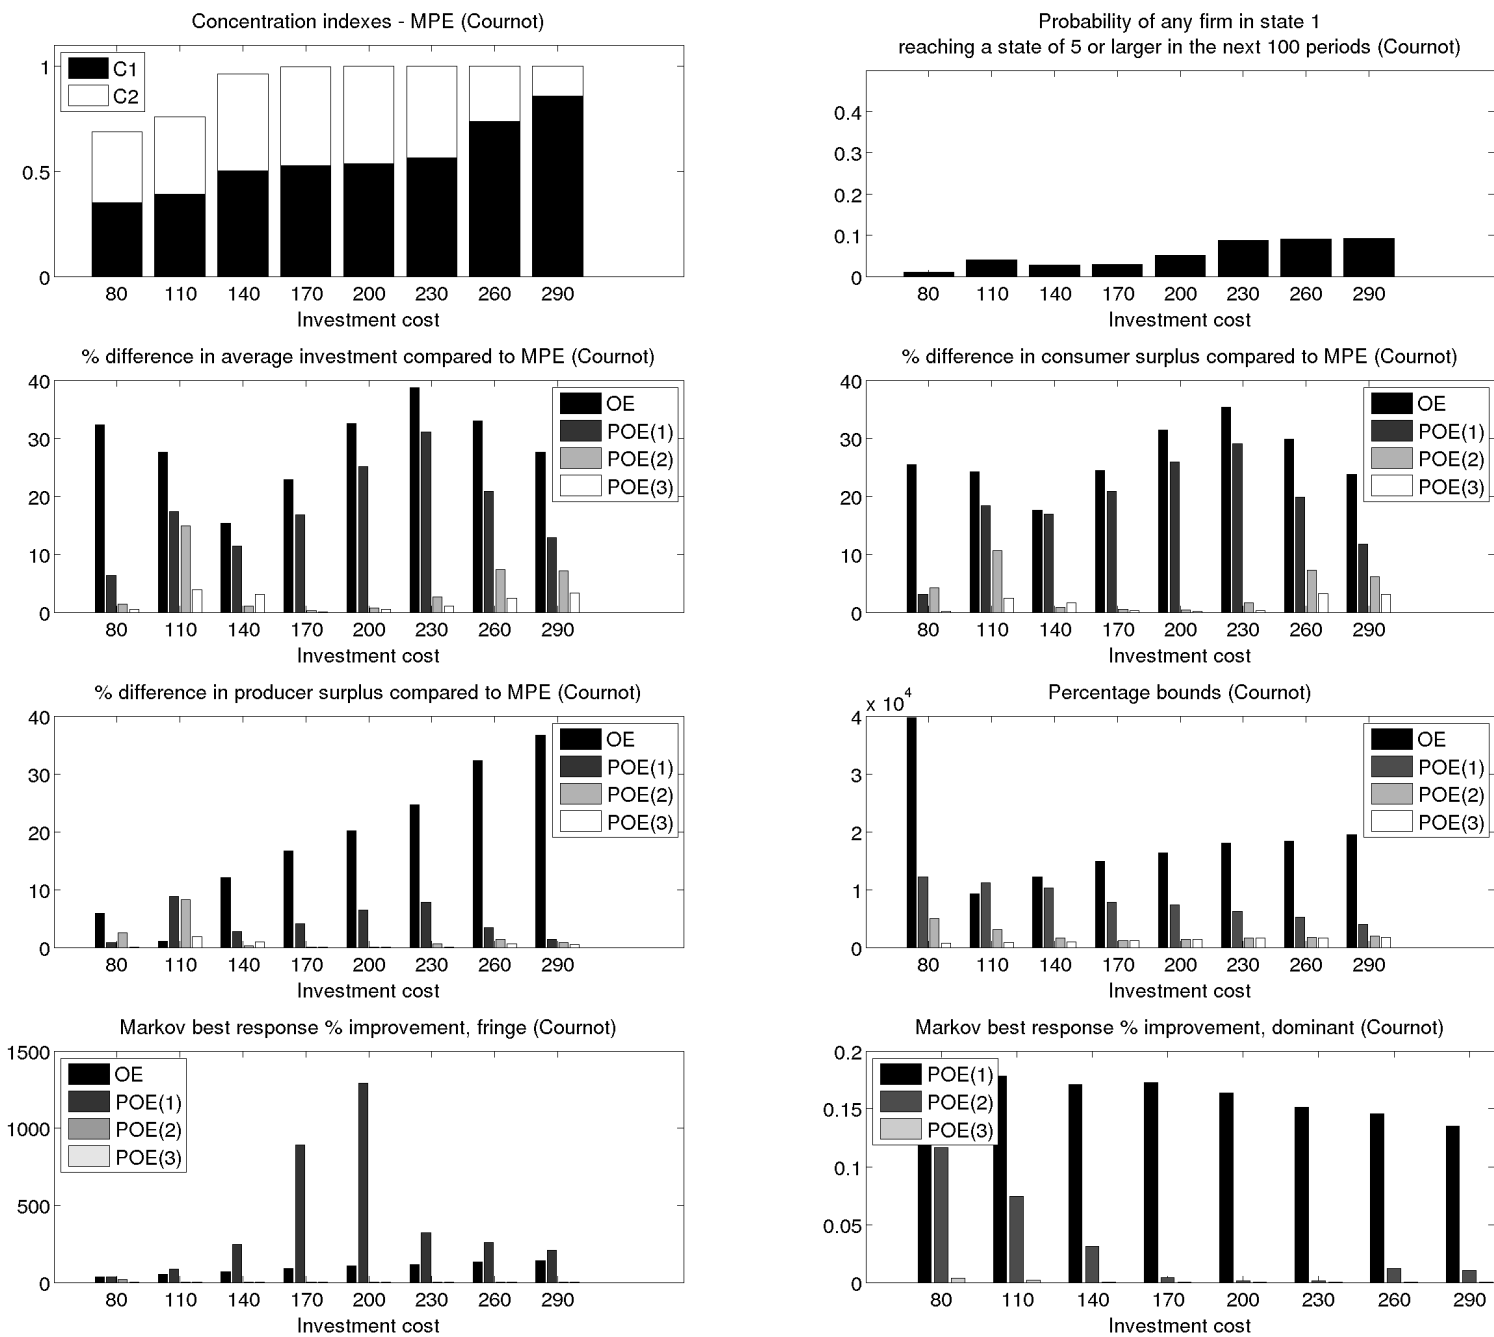 Concentration indexes - MPE (Cournot)
1
0.5
0
C1
C2
80 110 140 170 200 230 260 290
Investment cost
Probability of any firm in state 1
reaching a state of 5 or larger in the next 100 periods (Cournot)
0.4
0.3
0.2
0.1
0
80 110 140 170 200 230 260 290
Investment cost
% difference in average investment compared to MPE (Cournot)
40
30
20
10
0
OE
POE(1)
POE(2)
POE(3)
80 110 140 170 200 230 260 290
Investment cost
% difference in consumer surplus compared to MPE (Cournot)
40
30
20
10
0
OE
POE(1)
POE(2)
POE(3)
80 110 140 170 200 230 260 290
Investment cost
% difference in producer surplus compared to MPE (Cournot)
40
30
20
10
0
OE
POE(1)
POE(2)
POE(3)
80 110 140 170 200 230 260 290
Investment cost
Percentage bounds (Cournot)
x 10^4
4
3
2
1
0
OE
POE(1)
POE(2)
POE(3)
80 110 140 170 200 230 260 290
Investment cost
Markov best response % improvement, fringe (Cournot)
1500
1000
500
0
OE
POE(1)
POE(2)
POE(3)
80 110 140 170 200 230 260 290
Investment cost
Markov best response % improvement, dominant (Cournot)
0.2
0.15
0.1
0.05
0
POE(1)
POE(2)
POE(3)
80 110 140 170 200 230 260 290
Investment cost